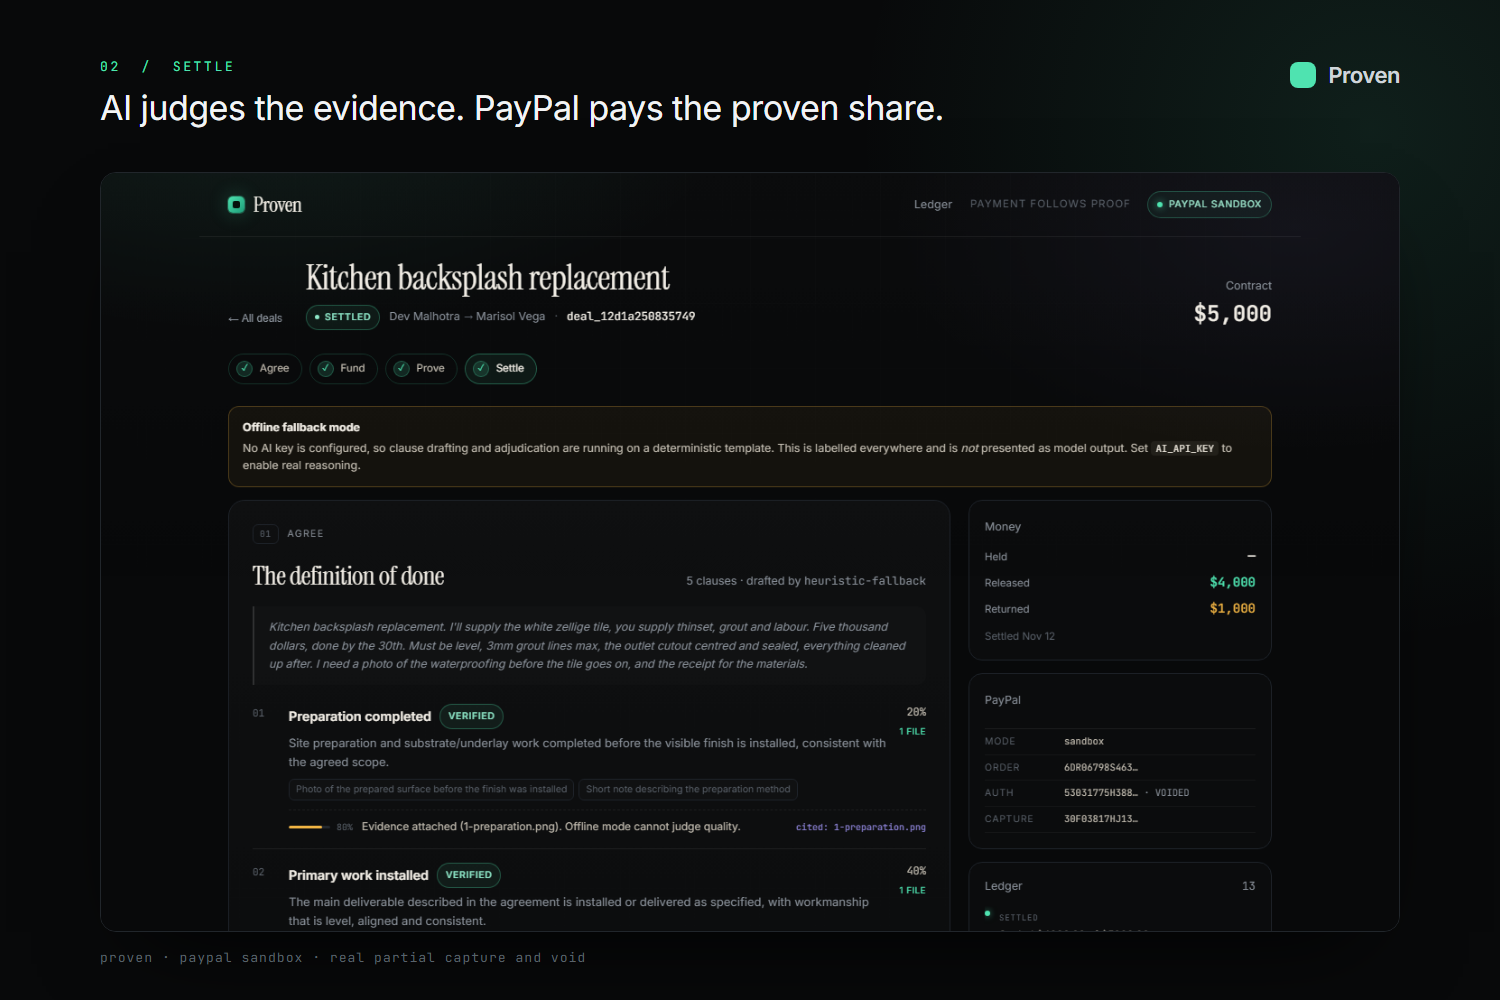 02 / SETTLE
AI judges the evidence. PayPal pays the proven share.
Proven
Proven
Ledger
PAYMENT FOLLOWS PROOF
PAYPAL SANDBOX
Kitchen backsplash replacement
Contract
← All deals
SETTLED
Dev Malhotra → Marisol Vega · deal_12d1a250835749
$5,000
✓ Agree
✓ Fund
✓ Prove
✓ Settle
Offline fallback mode
No AI key is configured, so clause drafting and adjudication are running on a deterministic template. This is labelled everywhere and is not presented as model output. Set AI_API_KEY to
enable real reasoning.
01 AGREE
The definition of done
5 clauses · drafted by heuristic-fallback
Kitchen backsplash replacement. I'll supply the white zellige tile, you supply thinset, grout and labour. Five thousand
dollars, done by the 30th. Must be level, 3mm grout lines max, the outlet cutout centred and sealed, everything cleaned
up after. I need a photo of the waterproofing before the tile goes on, and the receipt for the materials.
01 Preparation completed VERIFIED 20%
1 FILE
Site preparation and substrate/underlay work completed before the visible finish is installed, consistent with
the agreed scope.
Photo of the prepared surface before the finish was installed
Short note describing the preparation method
80% Evidence attached (1-preparation.png). Offline mode cannot judge quality. cited: 1-preparation.png
02 Primary work installed VERIFIED 40%
1 FILE
The main deliverable described in the agreement is installed or delivered as specified, with workmanship
that is level, aligned and consistent.
Money
Held —
Released $4,000
Returned $1,000
Settled Nov 12
PayPal
MODE sandbox
ORDER 6DR06798S463…
AUTH 53031775H388… · VOIDED
CAPTURE 30F03817HJ13…
Ledger 13
SETTLED
proven · paypal sandbox · real partial capture and void